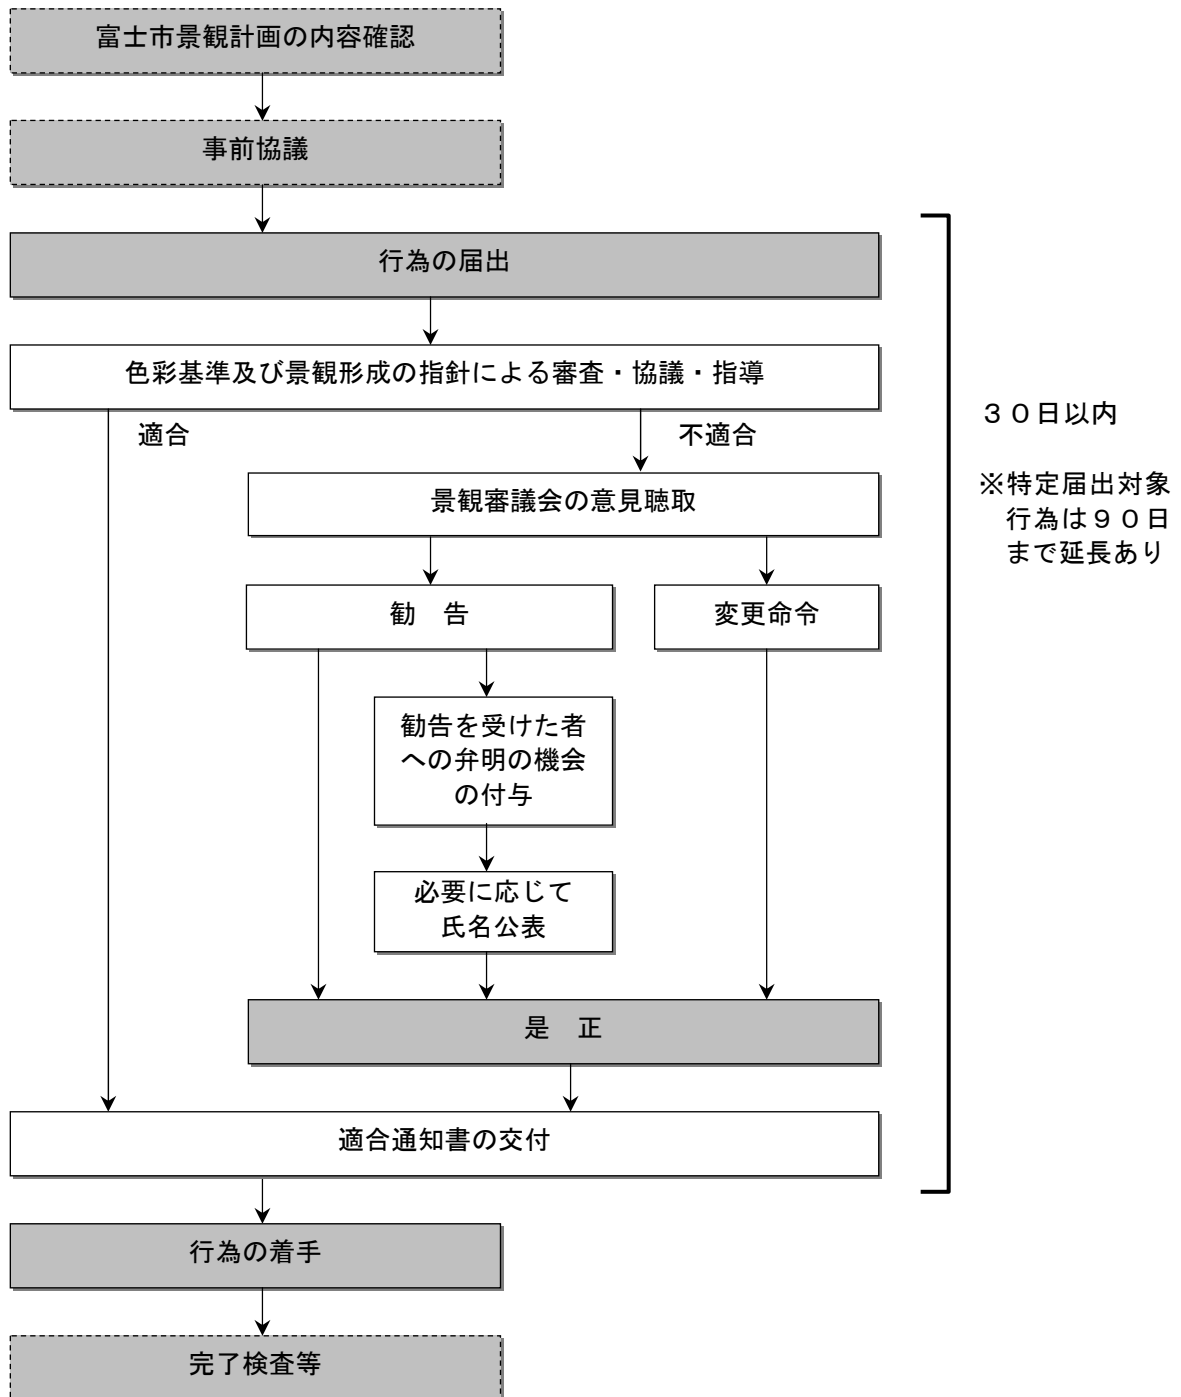 富士市景観計画の内容確認
事前協議
行為の届出
色彩基準及び景観形成の指針による審査・協議・指導
適合
不適合
景観審議会の意見聴取
勧　告
変更命令
勧告を受けた者
への弁明の機会
の付与
必要に応じて
氏名公表
是　正
適合通知書の交付
行為の着手
完了検査等
３０日以内
※特定届出対象
行為は９０日
まで延長あり